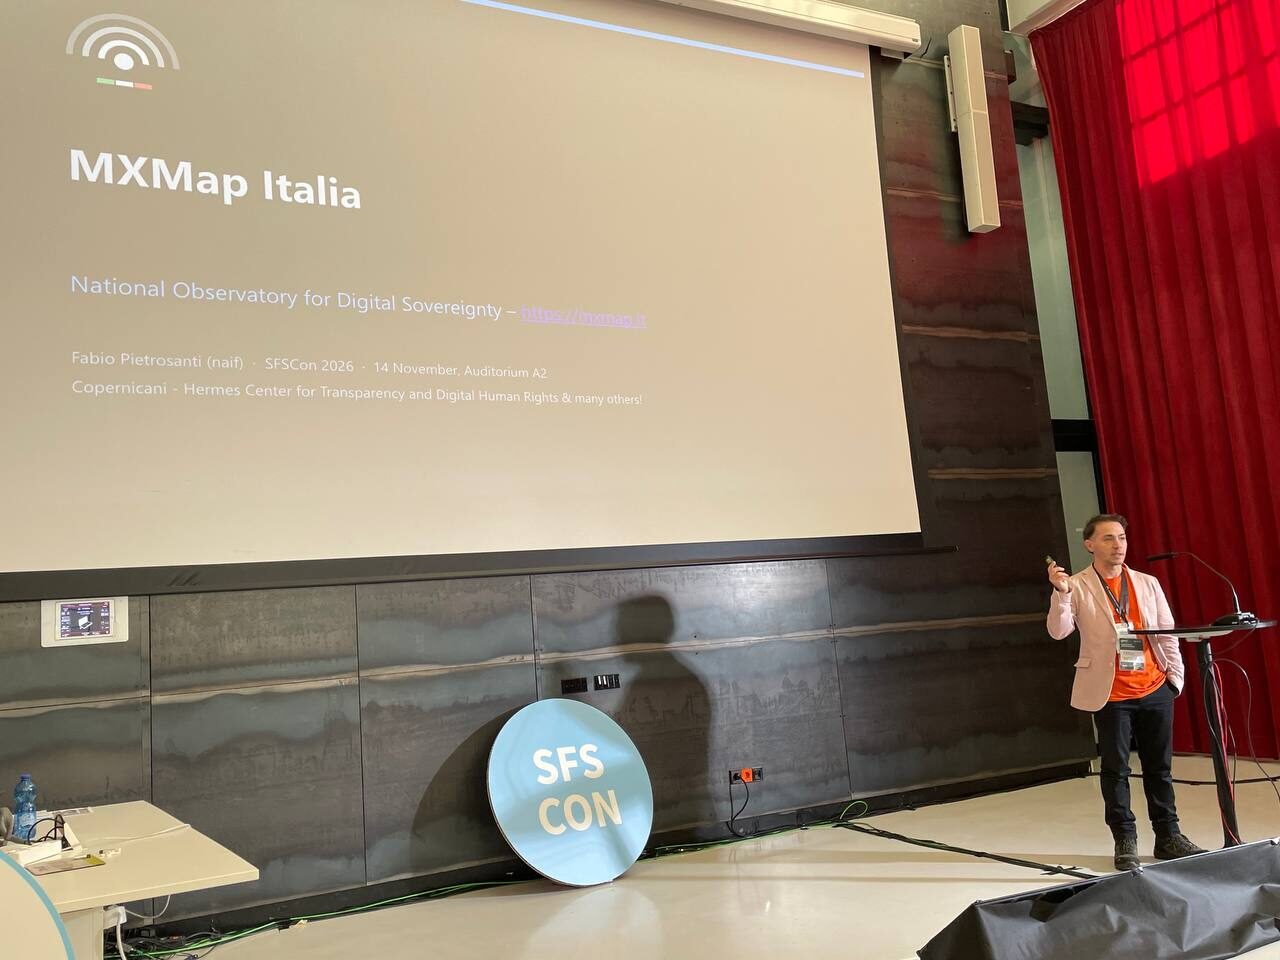 MXMap Italia
National Observatory for Digital Sovereignty – https://mxmap.it
Fabio Pietrosanti (naif) · SFSCon 2026 · 14 November, Auditorium A2
Copernicani - Hermes Center for Transparency and Digital Human Rights & many others!
SFS
CON